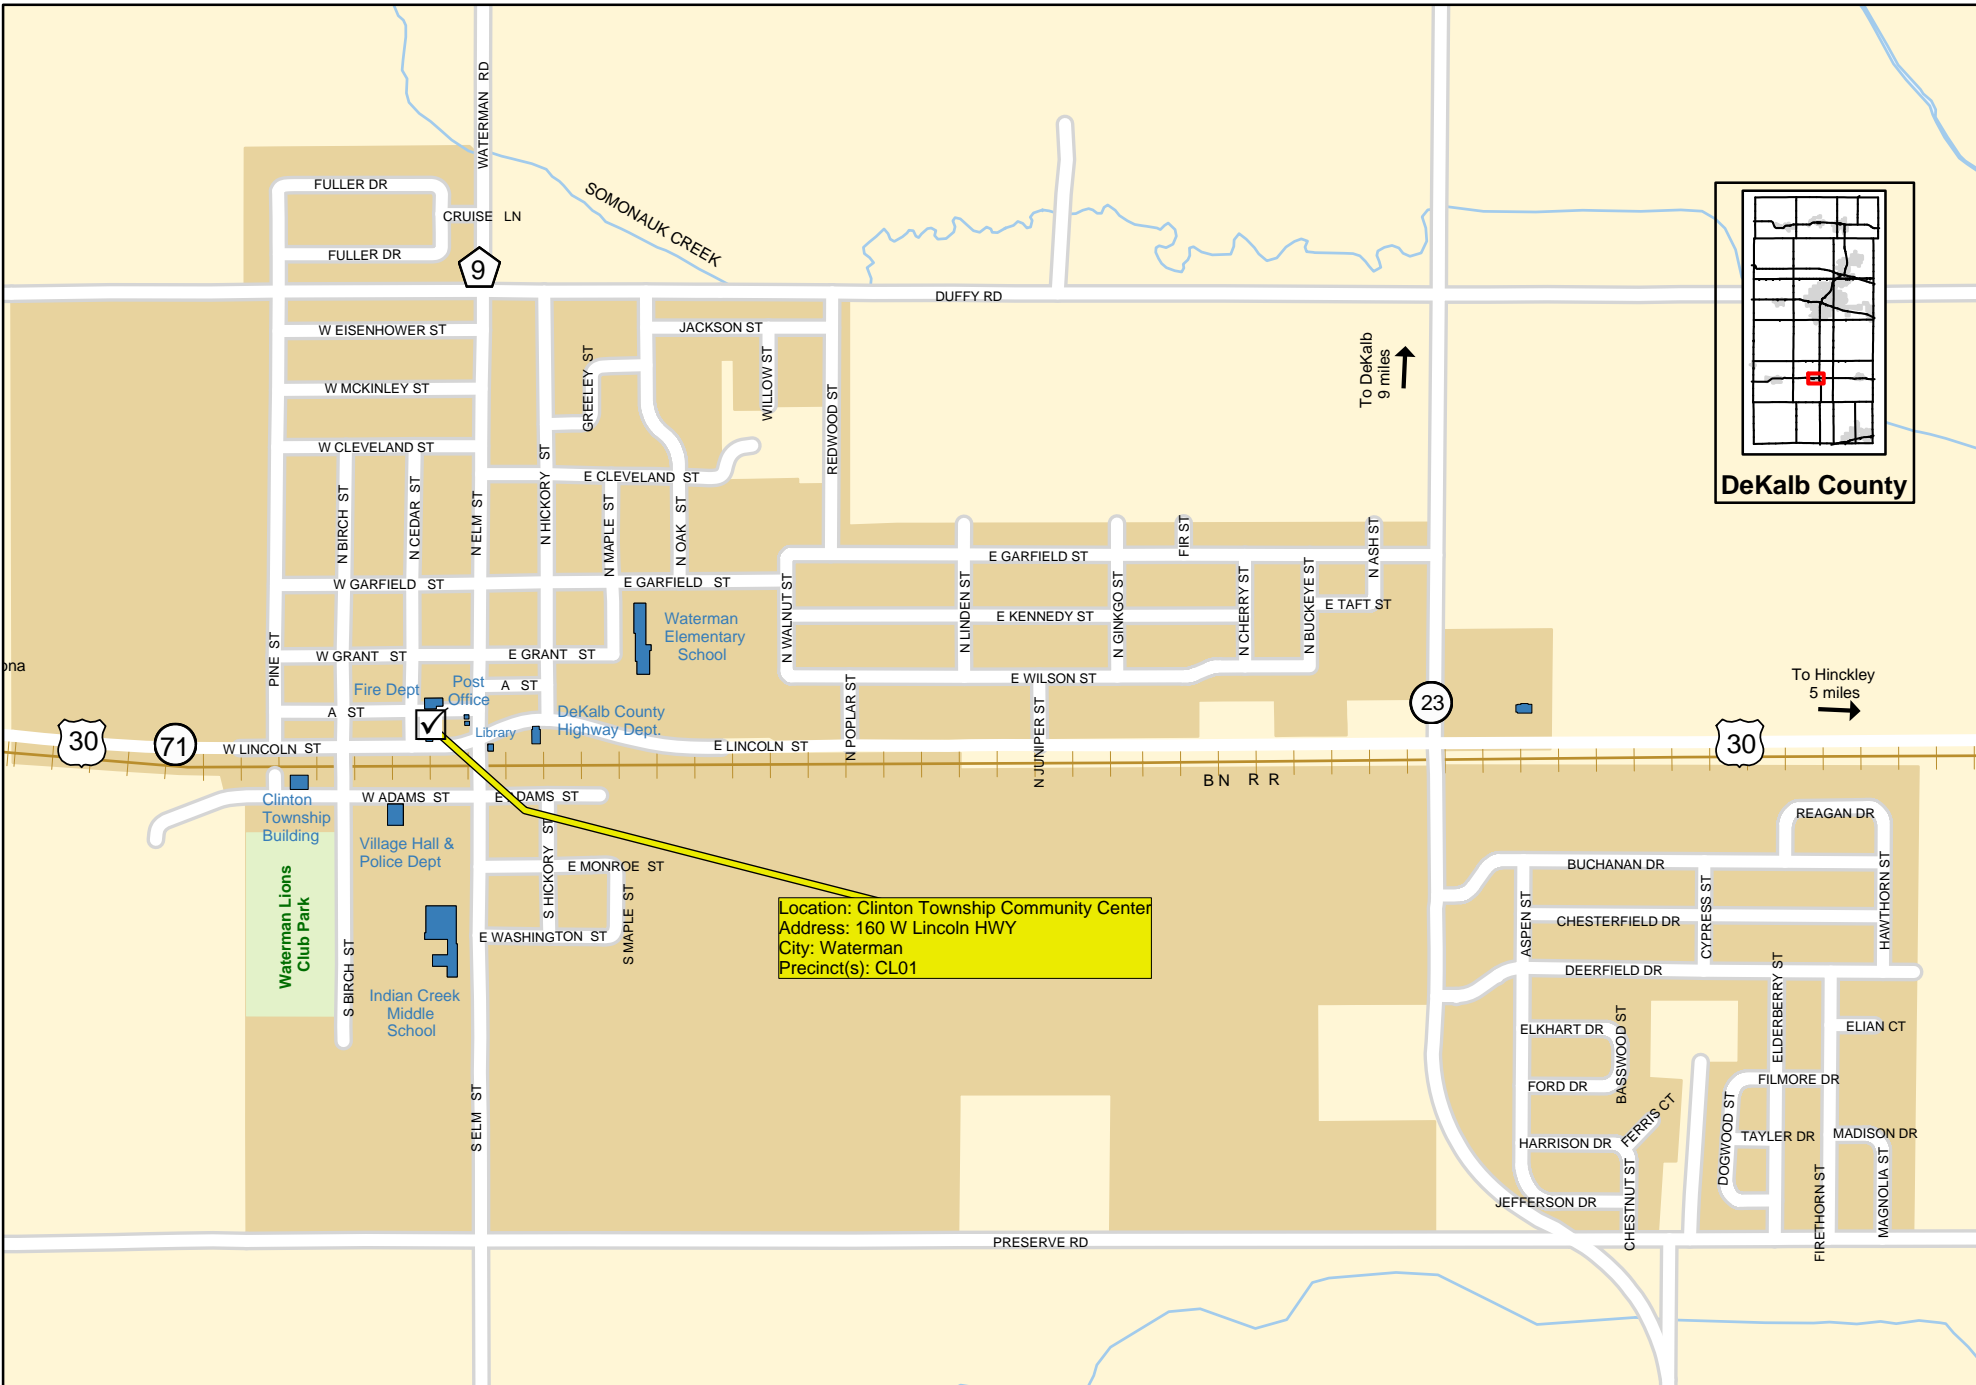 WATERMAN RD
FULLER DR
CRUISE LN
FULLER DR
SOMONAUK CREEK
9
DUFFY RD
W EISENHOWER ST
JACKSON ST
W MCKINLEY ST
GREELEY ST
WILLOW ST
REDWOOD ST
To DeKalb
9 miles
DeKalb County
W CLEVELAND ST
E CLEVELAND ST
N BIRCH ST
N CEDAR ST
N ELM ST
N HICKORY ST
N MAPLE ST
N OAK ST
W GARFIELD ST
E GARFIELD ST
E GARFIELD ST
FIR ST
N ASH ST
N WALNUT ST
N LINDEN ST
N GINKGO ST
N CHERRY ST
N BUCKEYE ST
E TAFT ST
E KENNEDY ST
Waterman
Elementary
School
PINE ST
W GRANT ST
E GRANT ST
E WILSON ST
ona
Fire Dept
Post
Office
A ST
A ST
Library
DeKalb County
Highway Dept.
N POPLAR ST
N JUNIPER ST
23
To Hinckley
5 miles
30
71
W LINCOLN ST
E LINCOLN ST
30
BN R R
Clinton
Township
Building
W ADAMS ST
E ADAMS ST
Village Hall &
Police Dept
Waterman Lions
Club Park
S HICKORY ST
E MONROE ST
S MAPLE ST
E WASHINGTON ST
S BIRCH ST
Indian Creek
Middle
School
S ELM ST
Location: Clinton Township Community Center
Address: 160 W Lincoln HWY
City: Waterman
Precinct(s): CL01
REAGAN DR
BUCHANAN DR
ASPEN ST
CYPRESS ST
HAWTHORN ST
CHESTERFIELD DR
DEERFIELD DR
ELDERBERRY ST
ELKHART DR
BASSWOOD ST
ELIAN CT
FORD DR
FILMORE DR
FERRIS CT
DOGWOOD ST
HARRISON DR
TAYLER DR
MADISON DR
CHESTNUT ST
FIRETHORN ST
MAGNOLIA ST
JEFFERSON DR
PRESERVE RD